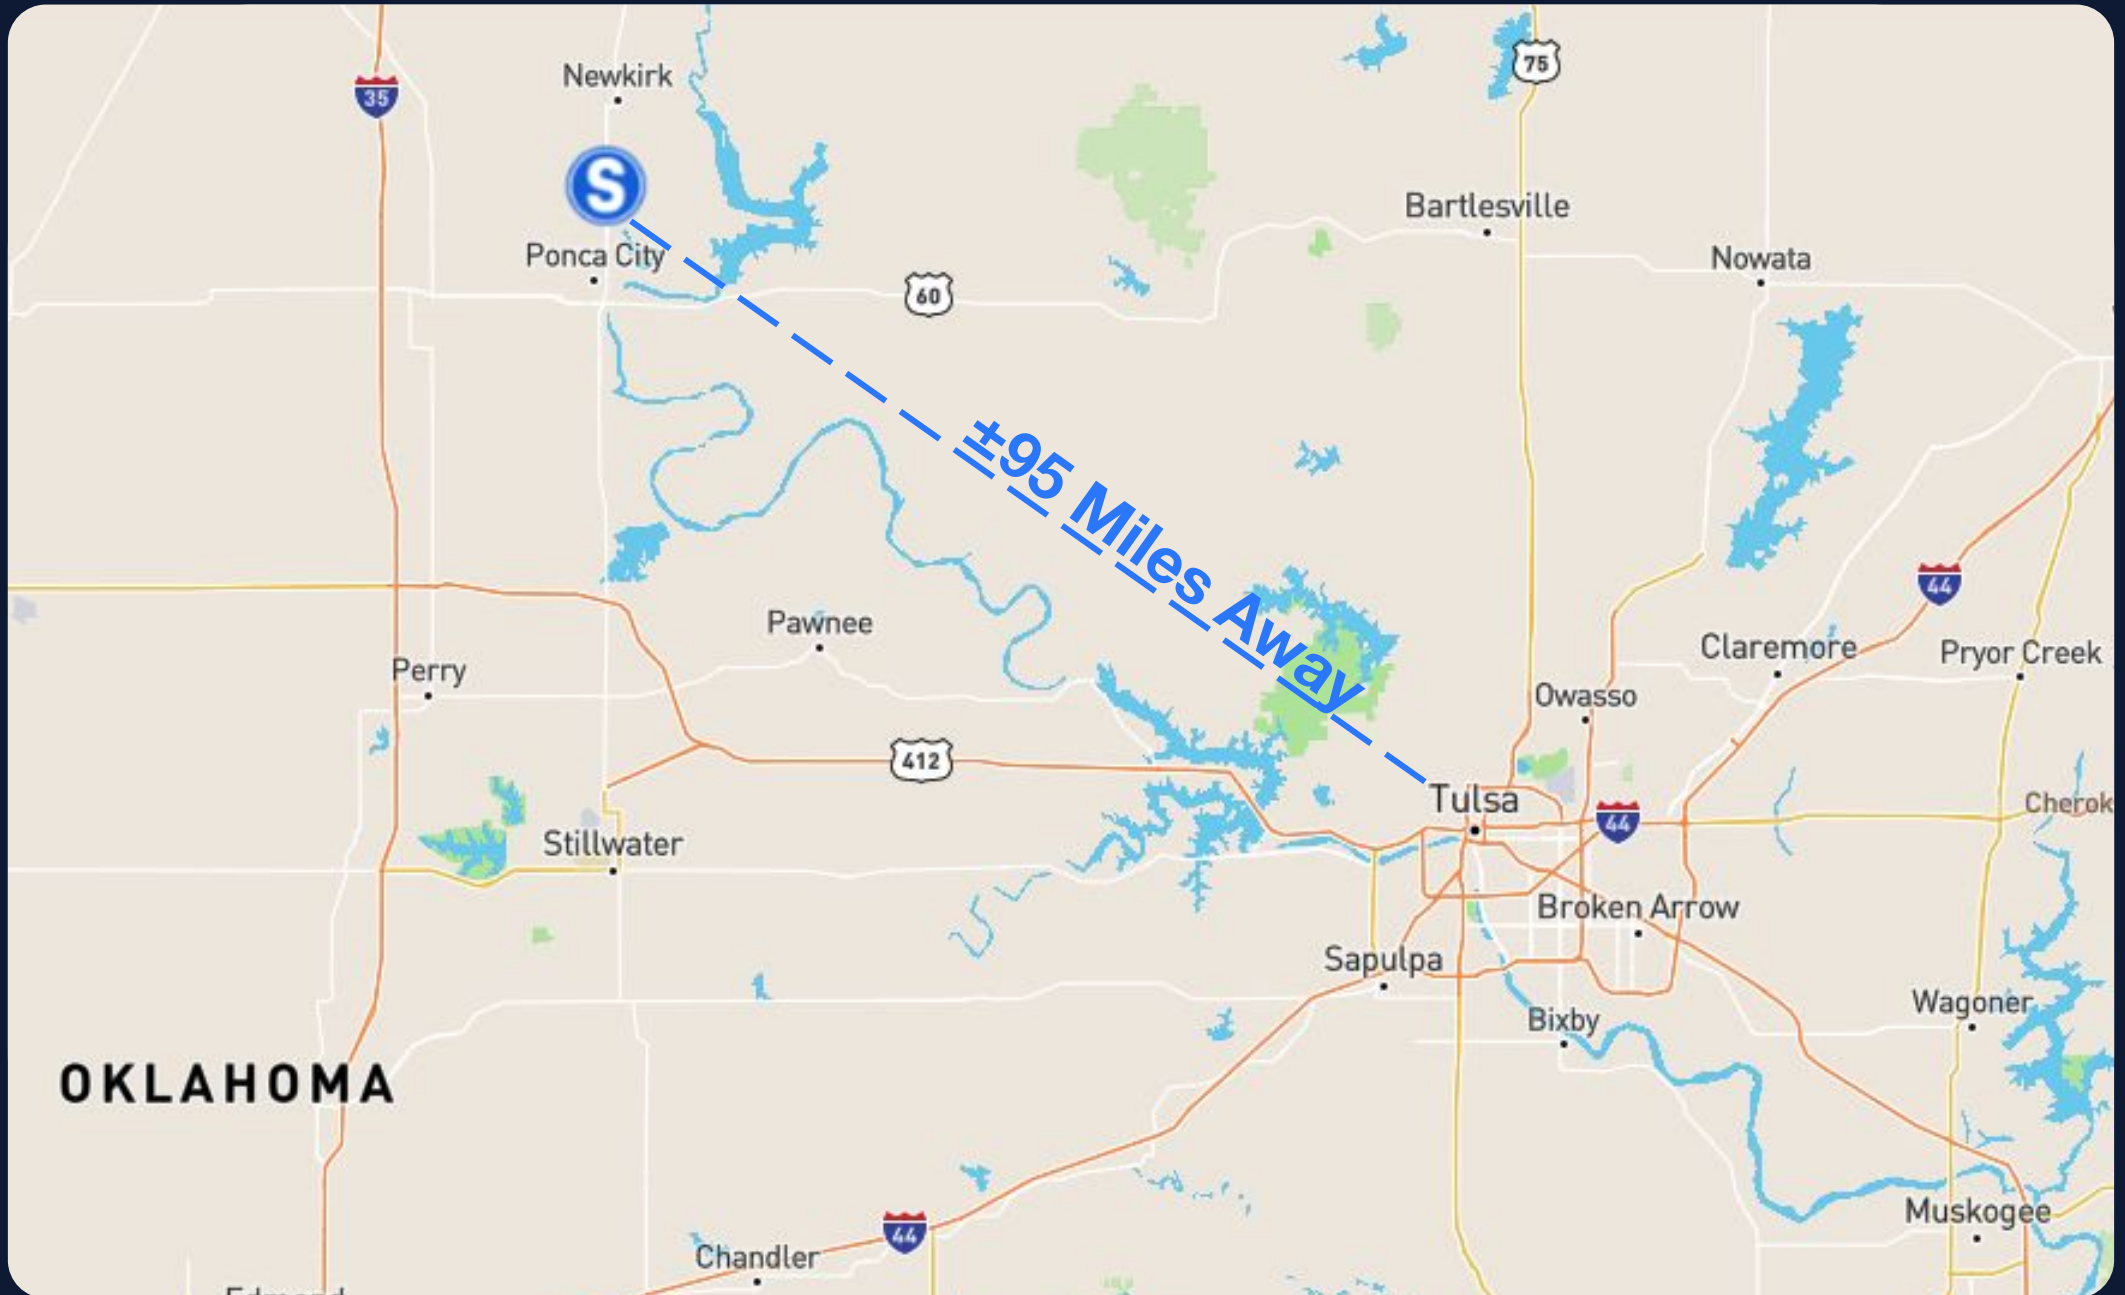 75
Newkirk
35
S
Bartlesville
Ponca City
Nowata
60
±95 Miles Away
44
Pawnee
Claremore
Pryor Creek
Perry
Owasso
412
Tulsa
Cherok
44
Stillwater
Broken Arrow
Sapulpa
Wagoner
Bixby
OKLAHOMA
Muskogee
44
Chandler